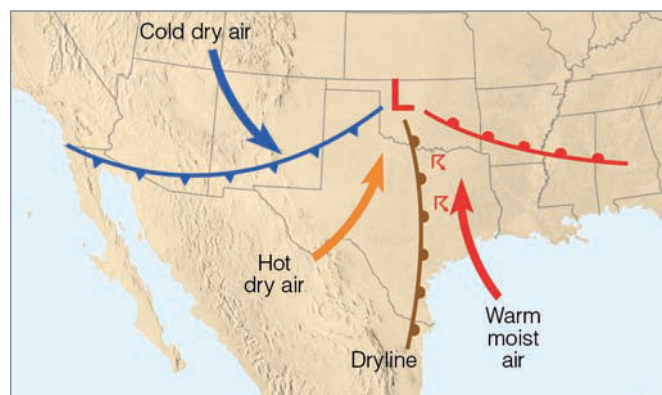 Cold dry air
L
Hot
dry air
Warm
moist
air
Dryline